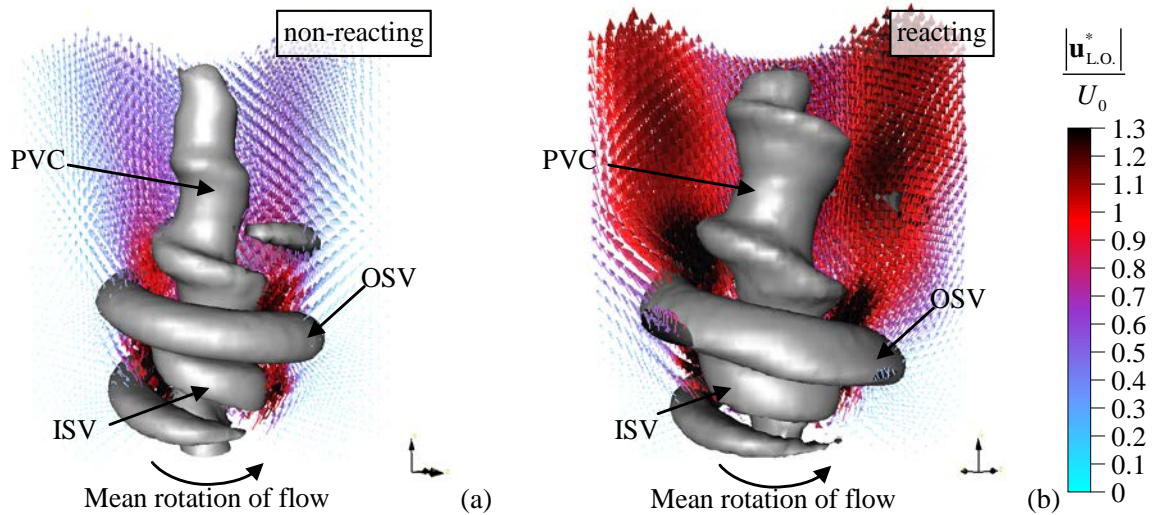 non-reacting
PVC
OSV
ISV
Mean rotation of flow
(a)
reacting
PVC
OSV
ISV
Mean rotation of flow
(b)
|u*L.O.|
U0
1.3
1.2
1.1
1
0.9
0.8
0.7
0.6
0.5
0.4
0.3
0.2
0.1
0